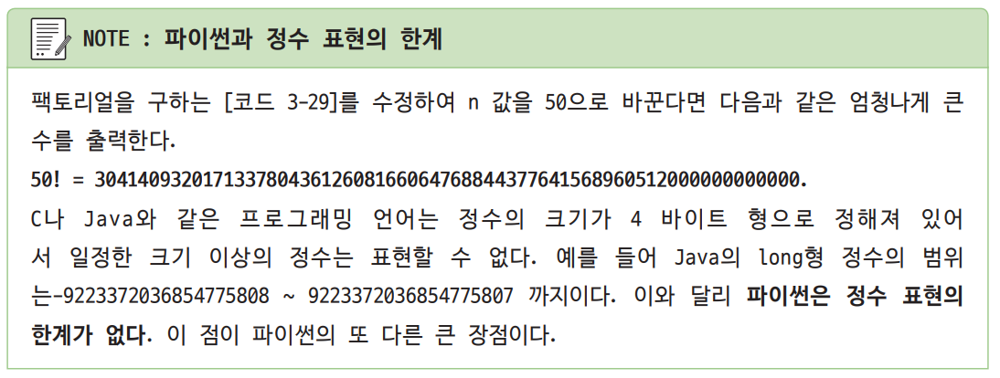 NOTE : 파이썬과 정수 표현의 한계
팩토리얼을 구하는 [코드 3-29]를 수정하여 n 값을 50으로 바꾼다면 다음과 같은 엄청나게 큰
수를 출력한다.
50! = 30414093201713378043612608166064768844377641568960512000000000000.
C나 Java와 같은 프로그래밍 언어는 정수의 크기가 4 바이트 형으로 정해져 있어
서 일정한 크기 이상의 정수는 표현할 수 없다. 예를 들어 Java의 long형 정수의 범위
는-9223372036854775808 ~ 9223372036854775807 까지이다. 이와 달리 파이썬은 정수 표현의
한계가 없다. 이 점이 파이썬의 또 다른 큰 장점이다.